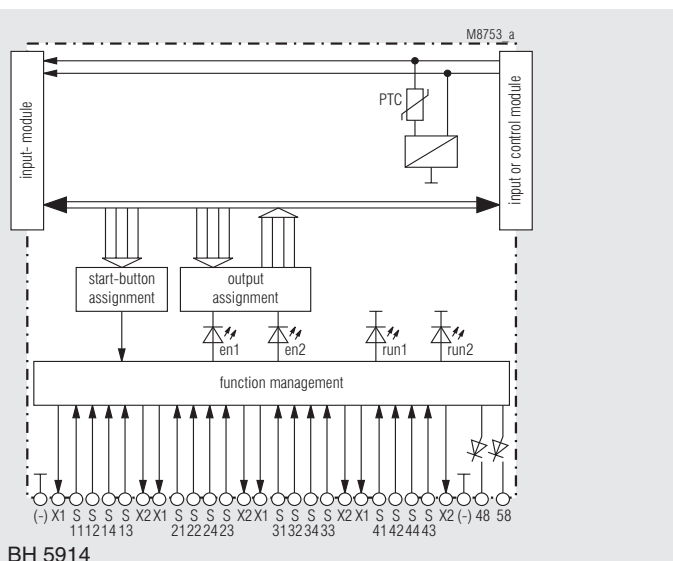 M8753_a
input- module
PTC
input or control module
start-button
assignment
output
assignment
en1
en2
run1
run2
function management
(-) X1 S S S S X2 X1 S S S S X2 X1 S S S S X2 X1 S S S S X2 (-) 48 58
11 12 14 13 21 22 24 23 31 32 34 33 41 42 44 43
BH 5914